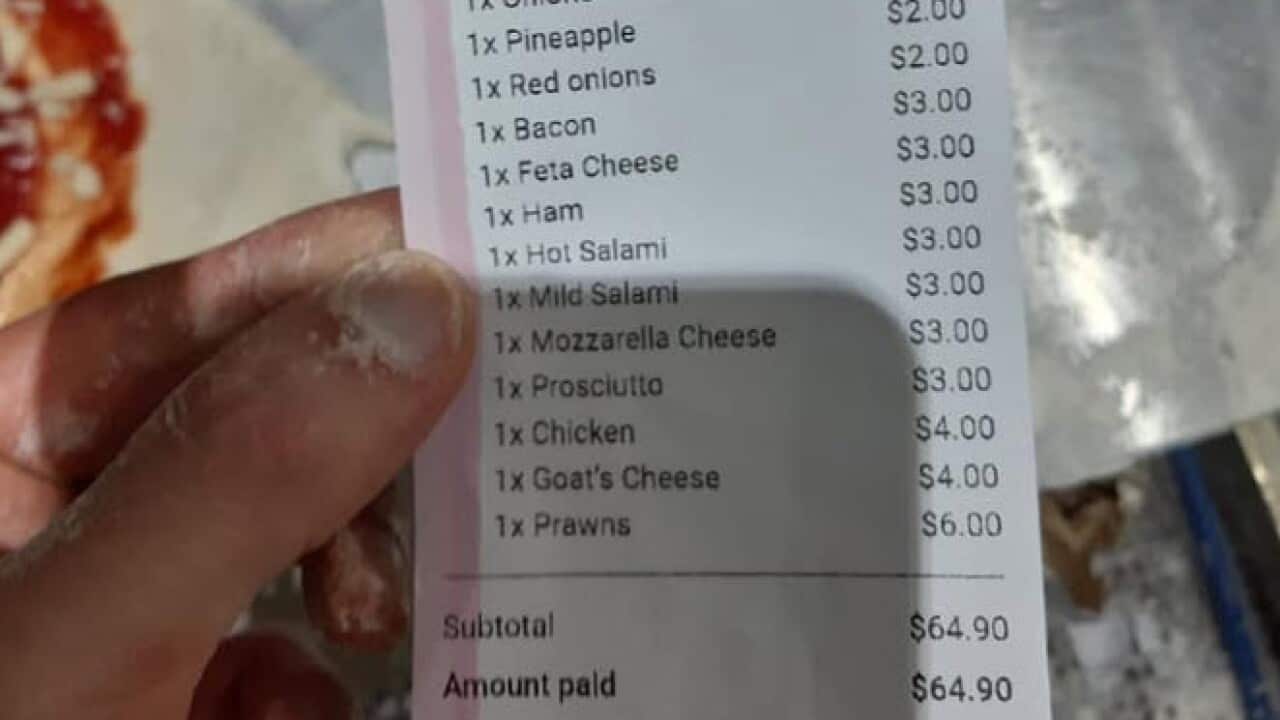 1x Pineapple $2.00
1x Red onions $2.00
1x Bacon $3.00
1x Feta Cheese $3.00
1x Ham $3.00
1x Hot Salami $3.00
1x Mild Salami $3.00
1x Mozzarella Cheese $3.00
1x Prosciutto $3.00
1x Chicken $4.00
1x Goat's Cheese $4.00
1x Prawns $6.00
Subtotal $64.90
Amount paid $64.90